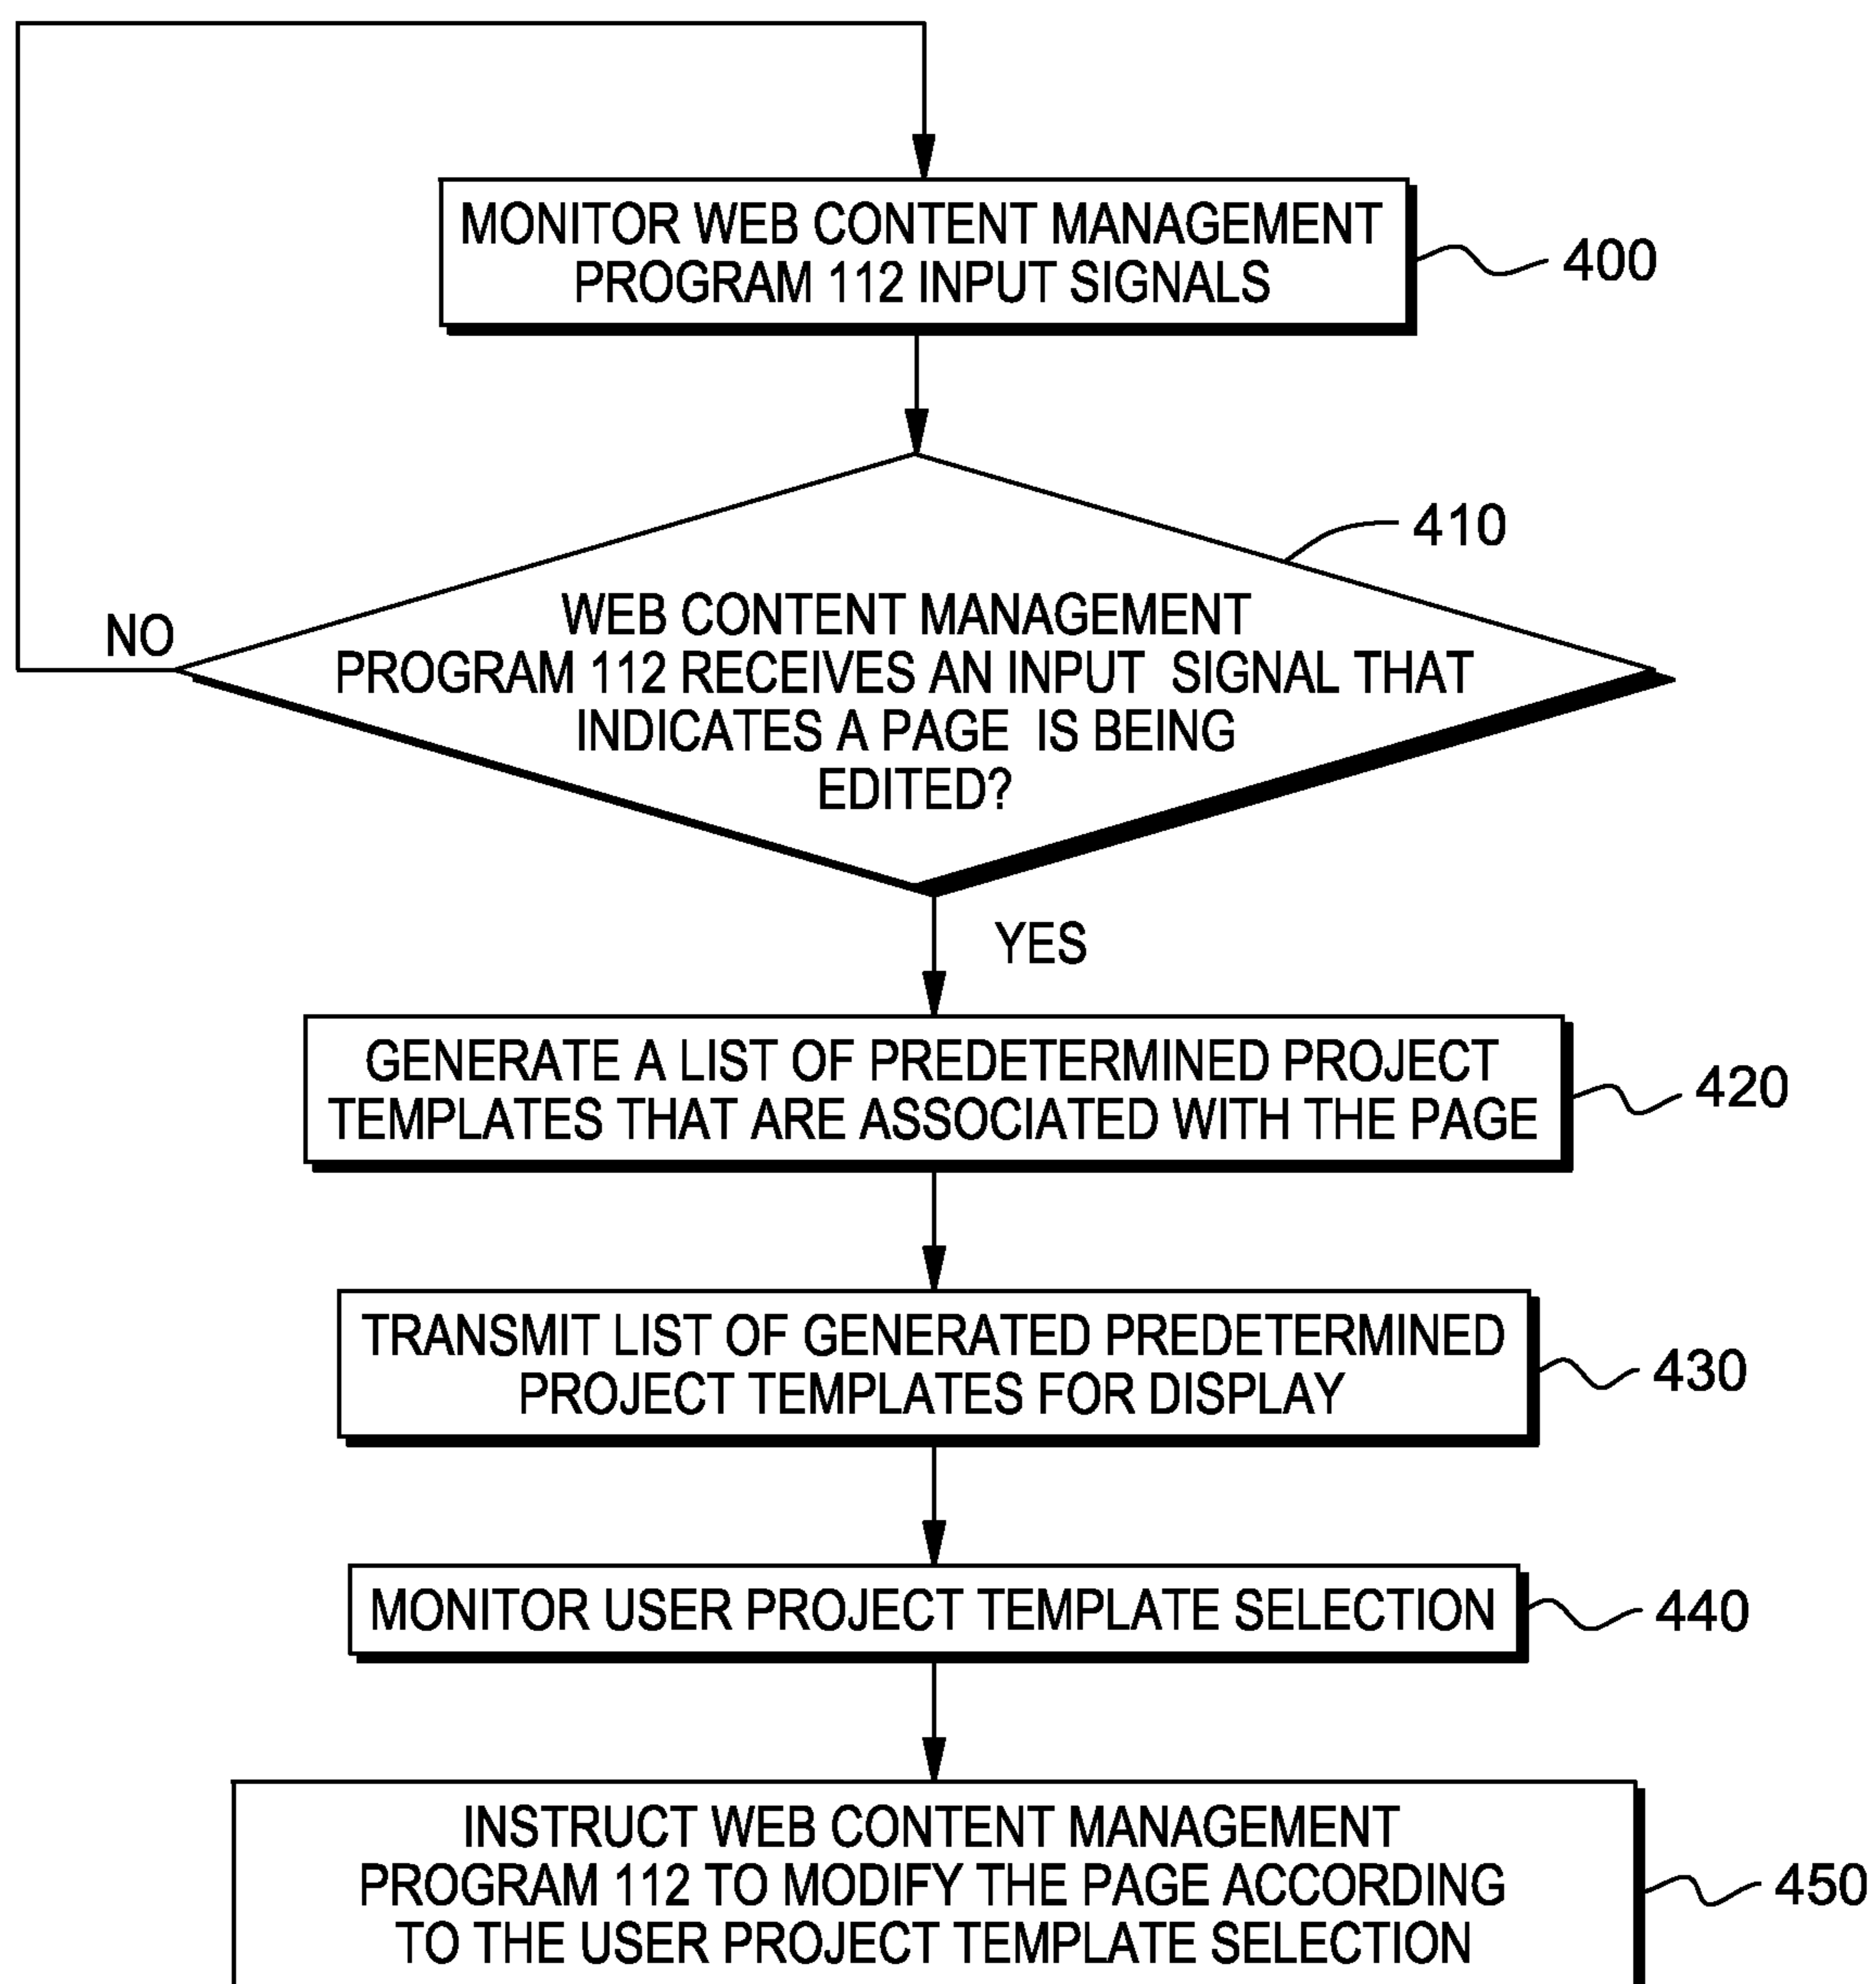 MONITOR WEB CONTENT MANAGEMENT
PROGRAM 112 INPUT SIGNALS
400
410
WEB CONTENT MANAGEMENT
PROGRAM 112 RECEIVES AN INPUT SIGNAL THAT
INDICATES A PAGE IS BEING
EDITED?
NO
YES
GENERATE A LIST OF PREDETERMINED PROJECT
TEMPLATES THAT ARE ASSOCIATED WITH THE PAGE
420
TRANSMIT LIST OF GENERATED PREDETERMINED
PROJECT TEMPLATES FOR DISPLAY
430
MONITOR USER PROJECT TEMPLATE SELECTION
440
INSTRUCT WEB CONTENT MANAGEMENT
PROGRAM 112 TO MODIFY THE PAGE ACCORDING
TO THE USER PROJECT TEMPLATE SELECTION
450